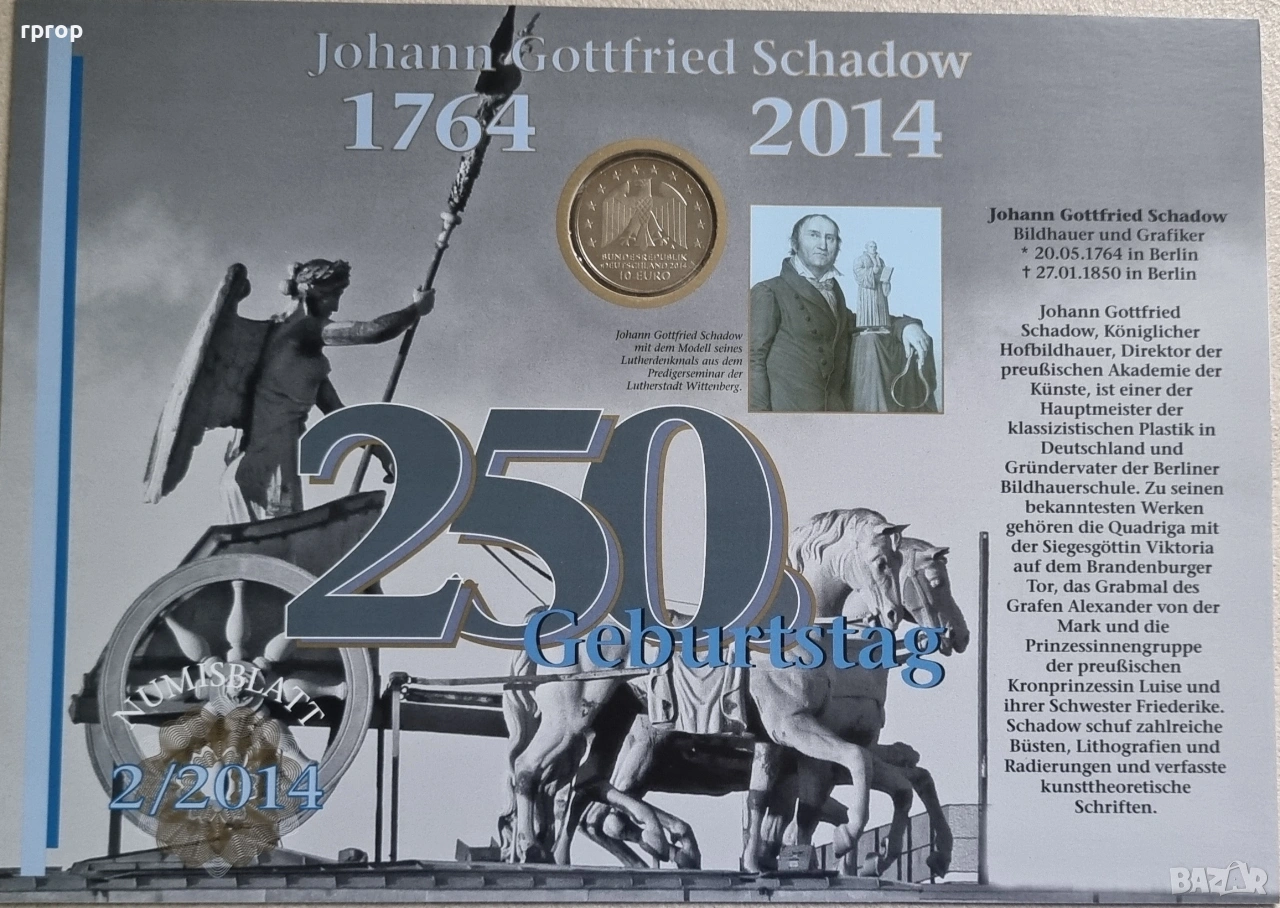 rprop
Johann Gottfried Schadow
1764 2014
BUNDESREPUBLIK
DEUTSCHLAND 2014
10 EURO
Johann Gottfried Schadow
mit dem Modell seines
Lutherdenkmals aus dem
Predigerseminar der
Lutherstadt Wittenberg.
Johann Gottfried Schadow
Bildhauer und Grafiker
* 20.05.1764 in Berlin
† 27.01.1850 in Berlin
Johann Gottfried
Schadow, Königlicher
Hofbildhauer, Direktor der
preußischen Akademie der
Künste, ist einer der
Hauptmeister der
klassizistischen Plastik in
Deutschland und
Gründervater der Berliner
Bildhauerschule. Zu seinen
bekanntesten Werken
gehören die Quadriga mit
der Siegesgöttin Viktoria
auf dem Brandenburger
Tor, das Grabmal des
Grafen Alexander von der
Mark und die
Prinzessinnengruppe
der preußischen
Kronprinzessin Luise und
ihrer Schwester Friederike.
Schadow schuf zahlreiche
Büsten, Lithografien und
Radierungen und verfasste
kunsttheoretische
Schriften.
250.
Geburtstag
NUMISBLATT
2/2014
BAZAR